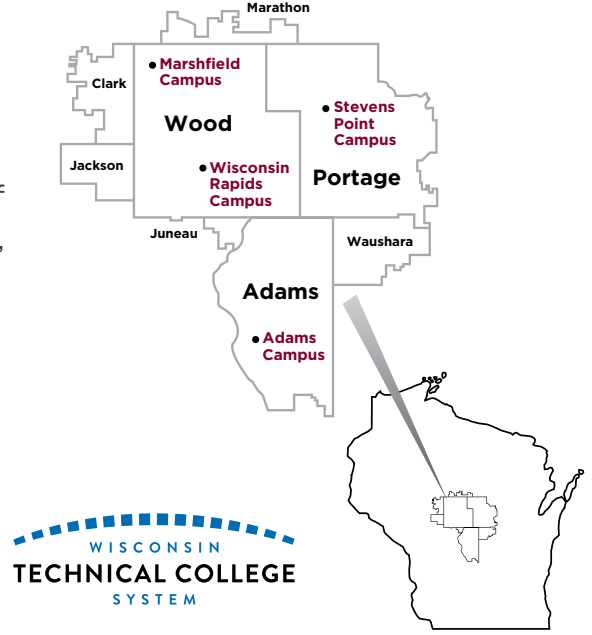 Marathon
Marshfield
Campus
Clark
Stevens
Point
Campus
Wood
Jackson
Wisconsin
Rapids
Campus
Portage
Juneau
Waushara
Adams
Adams
Campus
WISCONSIN
TECHNICAL COLLEGE
SYSTEM